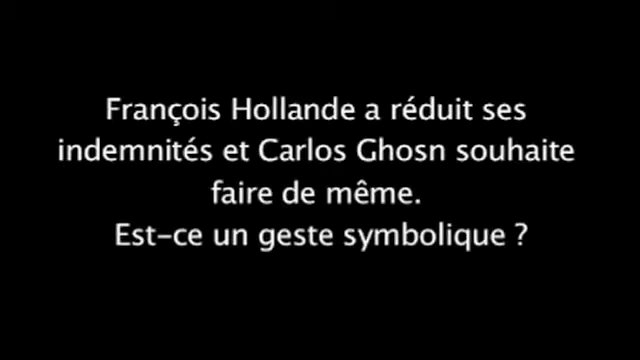 François Hollande a réduit ses
indemnités et Carlos Ghosn souhaite
faire de même.
Est-ce un geste symbolique ?